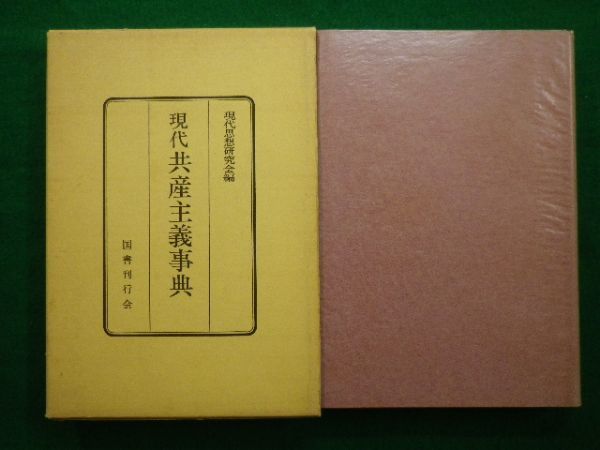 現代思想研究会編
現代共産主義事典
国書刊行会